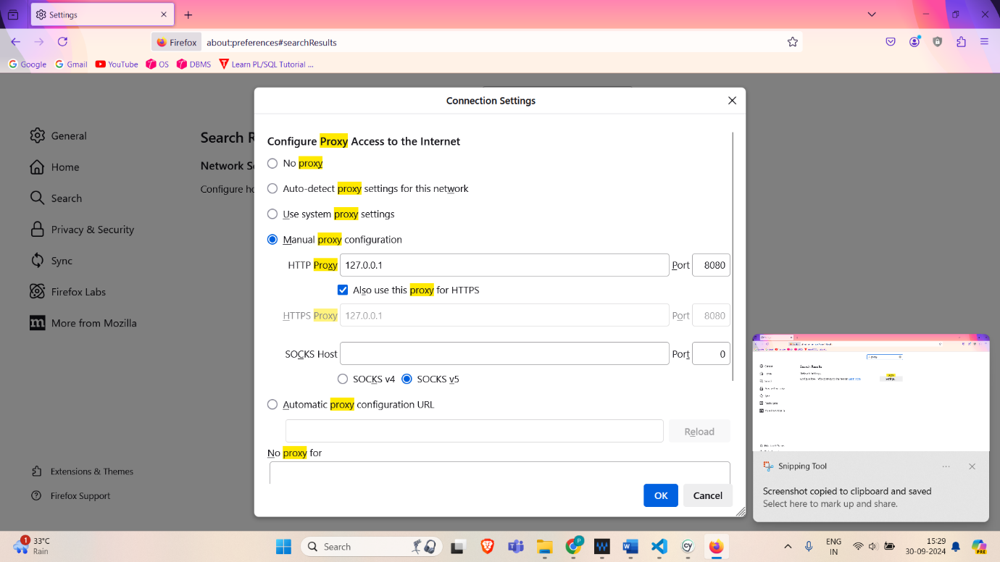 Settings
Firefox about:preferences#searchResults
Google Gmail YouTube OS DBMS Learn PL/SQL Tutorial ...
Connection Settings
General
Home
Search
Privacy & Security
Sync
Firefox Labs
More from Mozilla
Extensions & Themes
Firefox Support
Search R
Network Se
Configure ho
Configure Proxy Access to the Internet
No proxy
Auto-detect proxy settings for this network
Use system proxy settings
Manual proxy configuration
HTTP Proxy 127.0.0.1 Port 8080
Also use this proxy for HTTPS
HTTPS Proxy 127.0.0.1 Port 8080
SOCKS Host Port 0
SOCKS v4 SOCKS v5
Automatic proxy configuration URL
Reload
No proxy for
OK Cancel
Search Results
Snipping Tool
Screenshot copied to clipboard and saved
Select here to mark up and share.
1 33°C
Rain
Search
ENG
IN
15:29
30-09-2024
PRE